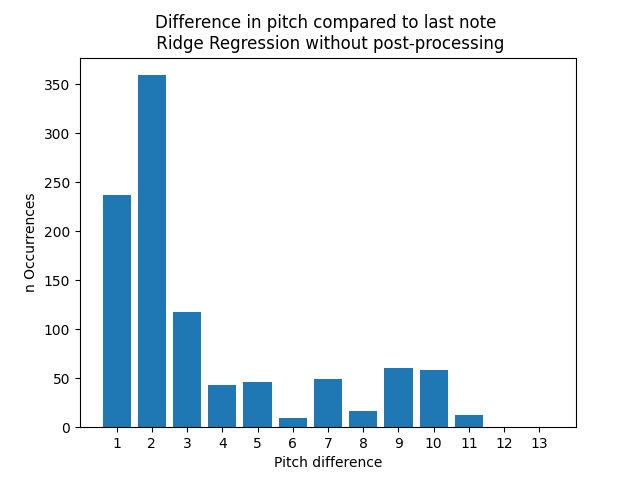 Difference in pitch compared to last note
Ridge Regression without post-processing
n Occurrences
350
300
250
200
150
100
50
0
1 2 3 4 5 6 7 8 9 10 11 12 13
Pitch difference